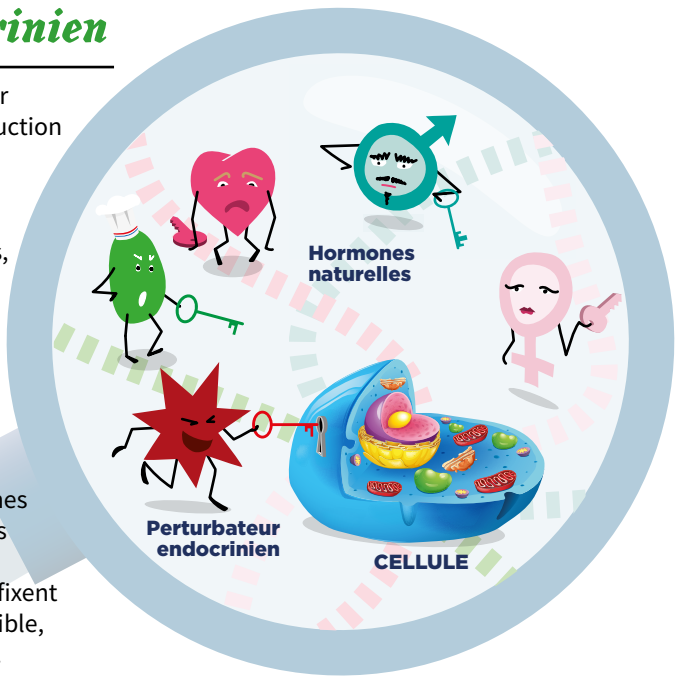 rinien
r
uction
s,
Hormones
naturelles
Perturbateur
endocrinien
CELLULE
nes
s
fixent
ible,